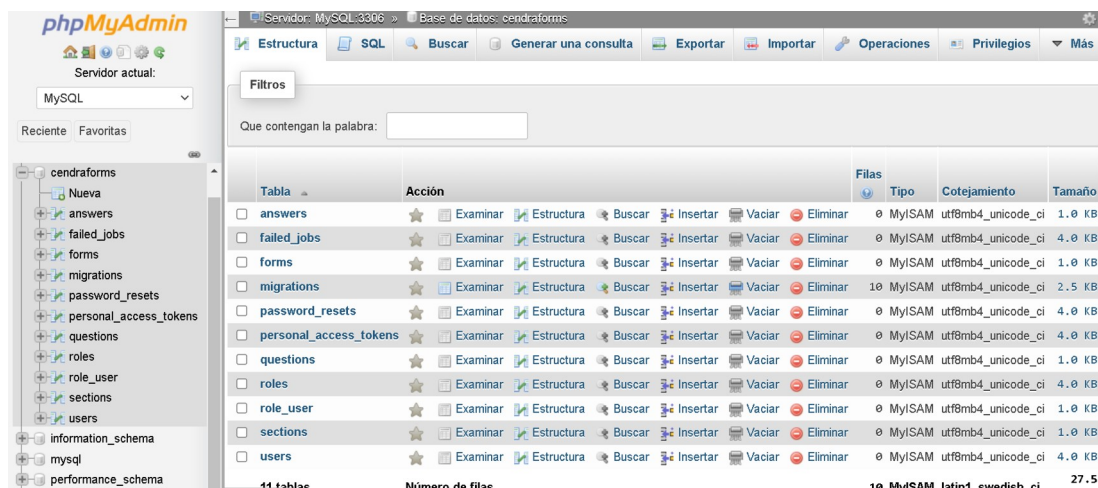 phpMyAdmin
Servidor actual:
MySQL
Reciente Favoritas
cendraforms
Nueva
answers
failed_jobs
forms
migrations
password_resets
personal_access_tokens
questions
roles
role_user
sections
users
information_schema
mysql
performance_schema
Servidor: MySQL:3306 » Base de datos: cendraforms
Estructura SQL Buscar Generar una consulta Exportar Importar Operaciones Privilegios Más
Filtros
Que contengan la palabra:
Tabla Acción Filas Tipo Cotejamiento Tamaño
answers Examinar Estructura Buscar Insertar Vaciar Eliminar 0 MyISAM utf8mb4_unicode_ci 1.0 KB
failed_jobs Examinar Estructura Buscar Insertar Vaciar Eliminar 0 MyISAM utf8mb4_unicode_ci 4.0 KB
forms Examinar Estructura Buscar Insertar Vaciar Eliminar 0 MyISAM utf8mb4_unicode_ci 1.0 KB
migrations Examinar Estructura Buscar Insertar Vaciar Eliminar 10 MyISAM utf8mb4_unicode_ci 2.5 KB
password_resets Examinar Estructura Buscar Insertar Vaciar Eliminar 0 MyISAM utf8mb4_unicode_ci 4.0 KB
personal_access_tokens Examinar Estructura Buscar Insertar Vaciar Eliminar 0 MyISAM utf8mb4_unicode_ci 4.0 KB
questions Examinar Estructura Buscar Insertar Vaciar Eliminar 0 MyISAM utf8mb4_unicode_ci 1.0 KB
roles Examinar Estructura Buscar Insertar Vaciar Eliminar 0 MyISAM utf8mb4_unicode_ci 4.0 KB
role_user Examinar Estructura Buscar Insertar Vaciar Eliminar 0 MyISAM utf8mb4_unicode_ci 1.0 KB
sections Examinar Estructura Buscar Insertar Vaciar Eliminar 0 MyISAM utf8mb4_unicode_ci 1.0 KB
users Examinar Estructura Buscar Insertar Vaciar Eliminar 0 MyISAM utf8mb4_unicode_ci 4.0 KB
11 tablas Número de filas 10 MyISAM latin1_swedish_ci 27.5